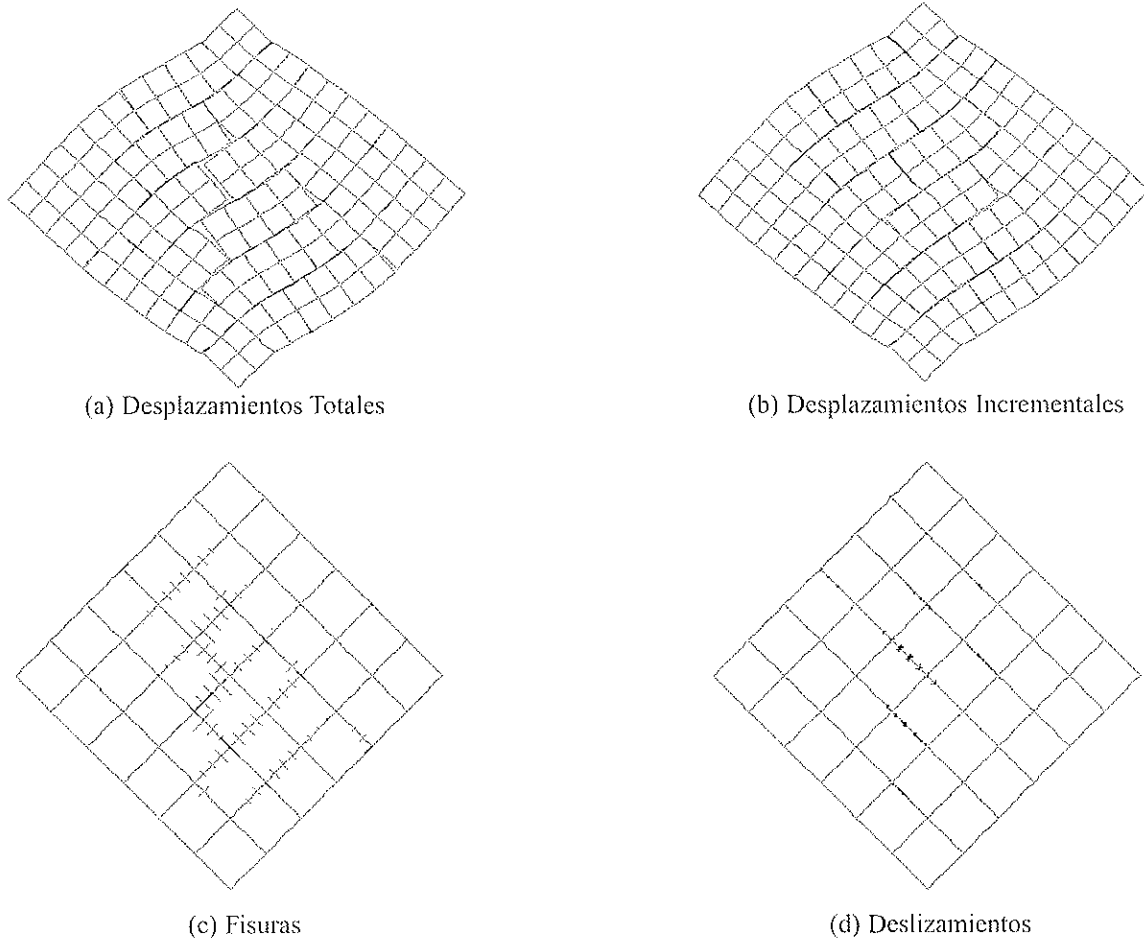 (a) Desplazamientos Totales
(b) Desplazamientos Incrementales
(c) Fisuras
(d) Deslizamientos